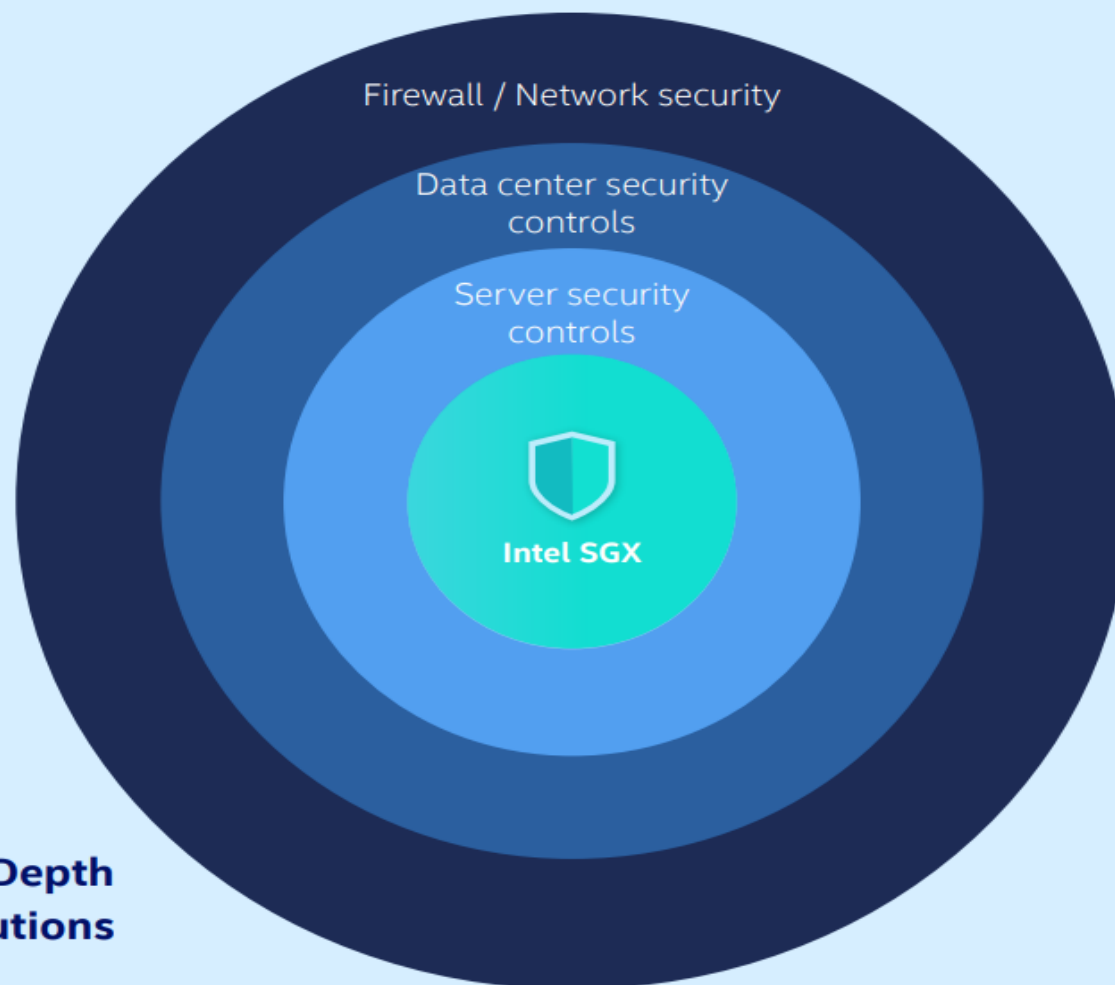 Firewall / Network security
Data center security
controls
Server security
controls
Intel SGX
Depth
utions